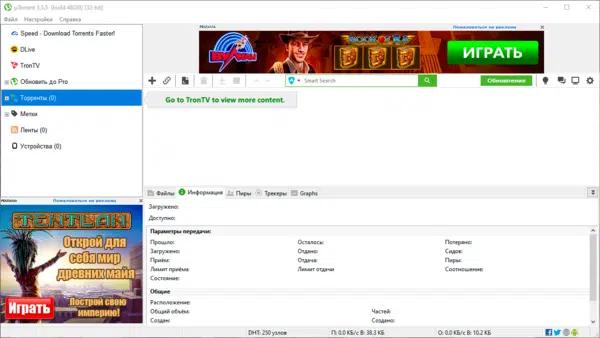 µTorrent 3.5.5 (build 46020) [32-bit]
Файл Настройки Справка
Speed - Download Torrents Faster!
DLive
TronTV
Обновить до Pro
Торренты (0)
Метки
Ленты (0)
Устройства (0)
Пожаловаться на рекламу
ИГРАТЬ
Smart Search
Обновления
Go to TronTV to view more content.
Файлы
Информация
Пиры
Трекеры
Graphs
Загружено:
Доступно:
Параметры передачи:
Прошло: Осталось: Потеряно:
Загружено: Отдано: Сидов:
Приём: Отдача: Пиры:
Лимит приёма Лимит отдачи Соотношение
Состояние:
Общие
Расположение:
Общий объём: Частей:
Создан: Создано:
Пожаловаться на рекламу
TENTLAN
Открой для
себя мир
древних майя
Играть
Построй свою
империю!
DHT: 250 узлов
П: 0.0 КБ/с В: 38.3 КБ
О: 0.0 КБ/с В: 10.2 КБ